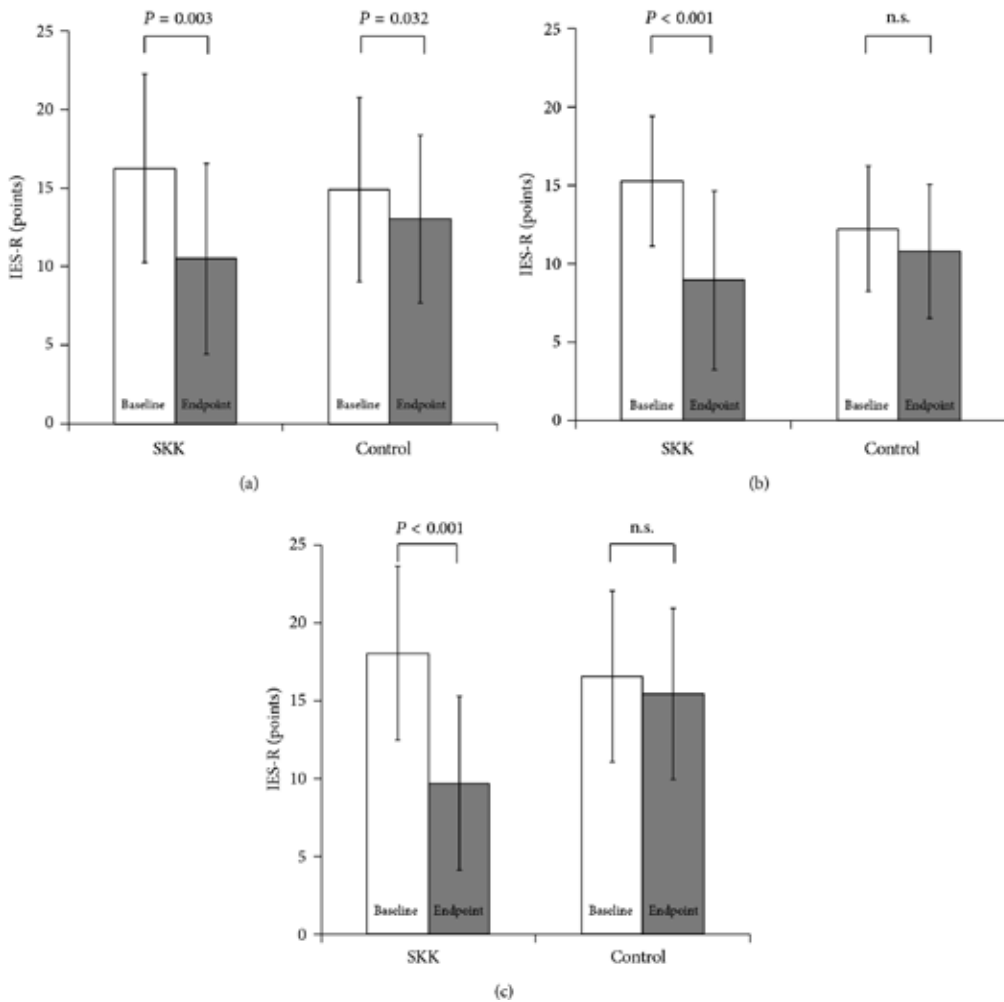 P = 0.003
P = 0.032
25
20
15
10
5
0
IES-R (points)
Baseline
Endpoint
Baseline
Endpoint
SKK
Control
(a)
P < 0.001
n.s.
25
20
15
10
5
0
IES-R (points)
Baseline
Endpoint
Baseline
Endpoint
SKK
Control
(b)
P < 0.001
n.s.
25
20
15
10
5
0
IES-R (points)
Baseline
Endpoint
Baseline
Endpoint
SKK
Control
(c)